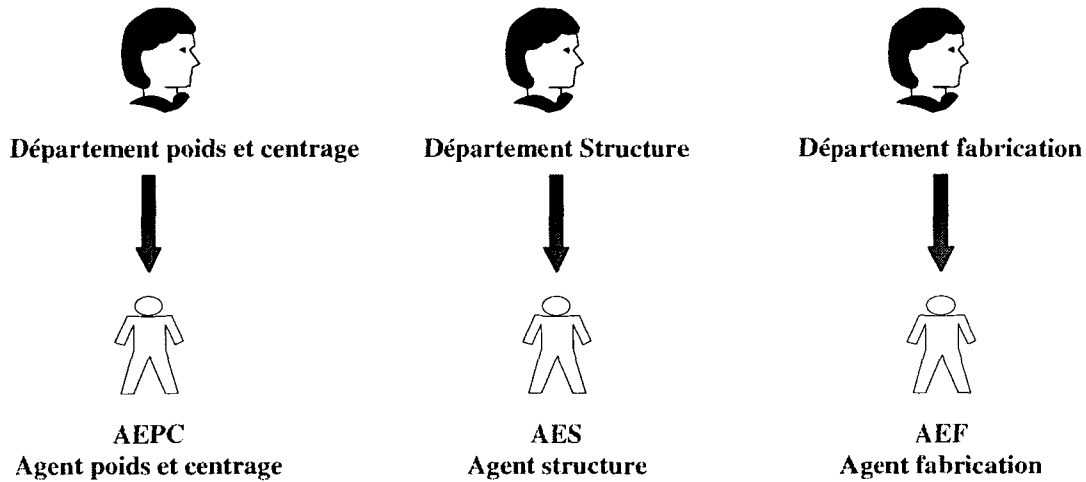 Département poids et centrage
Département Structure
Département fabrication
AEPC
Agent poids et centrage
AES
Agent structure
AEF
Agent fabrication